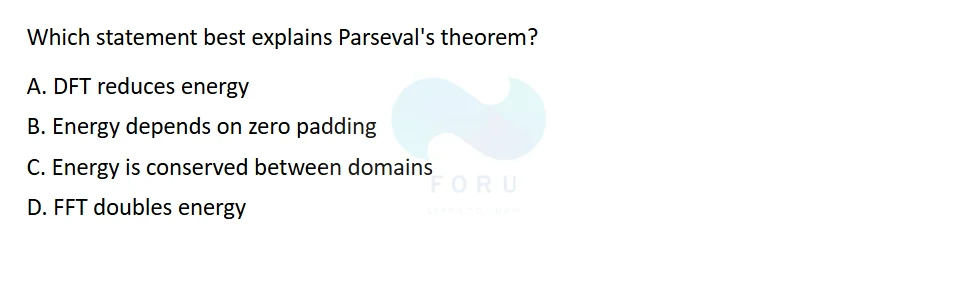 Which statement best explains Parseval's theorem?
A. DFT reduces energy
B. Energy depends on zero padding
C. Energy is conserved between domains
FORU
D. FFT doubles energy